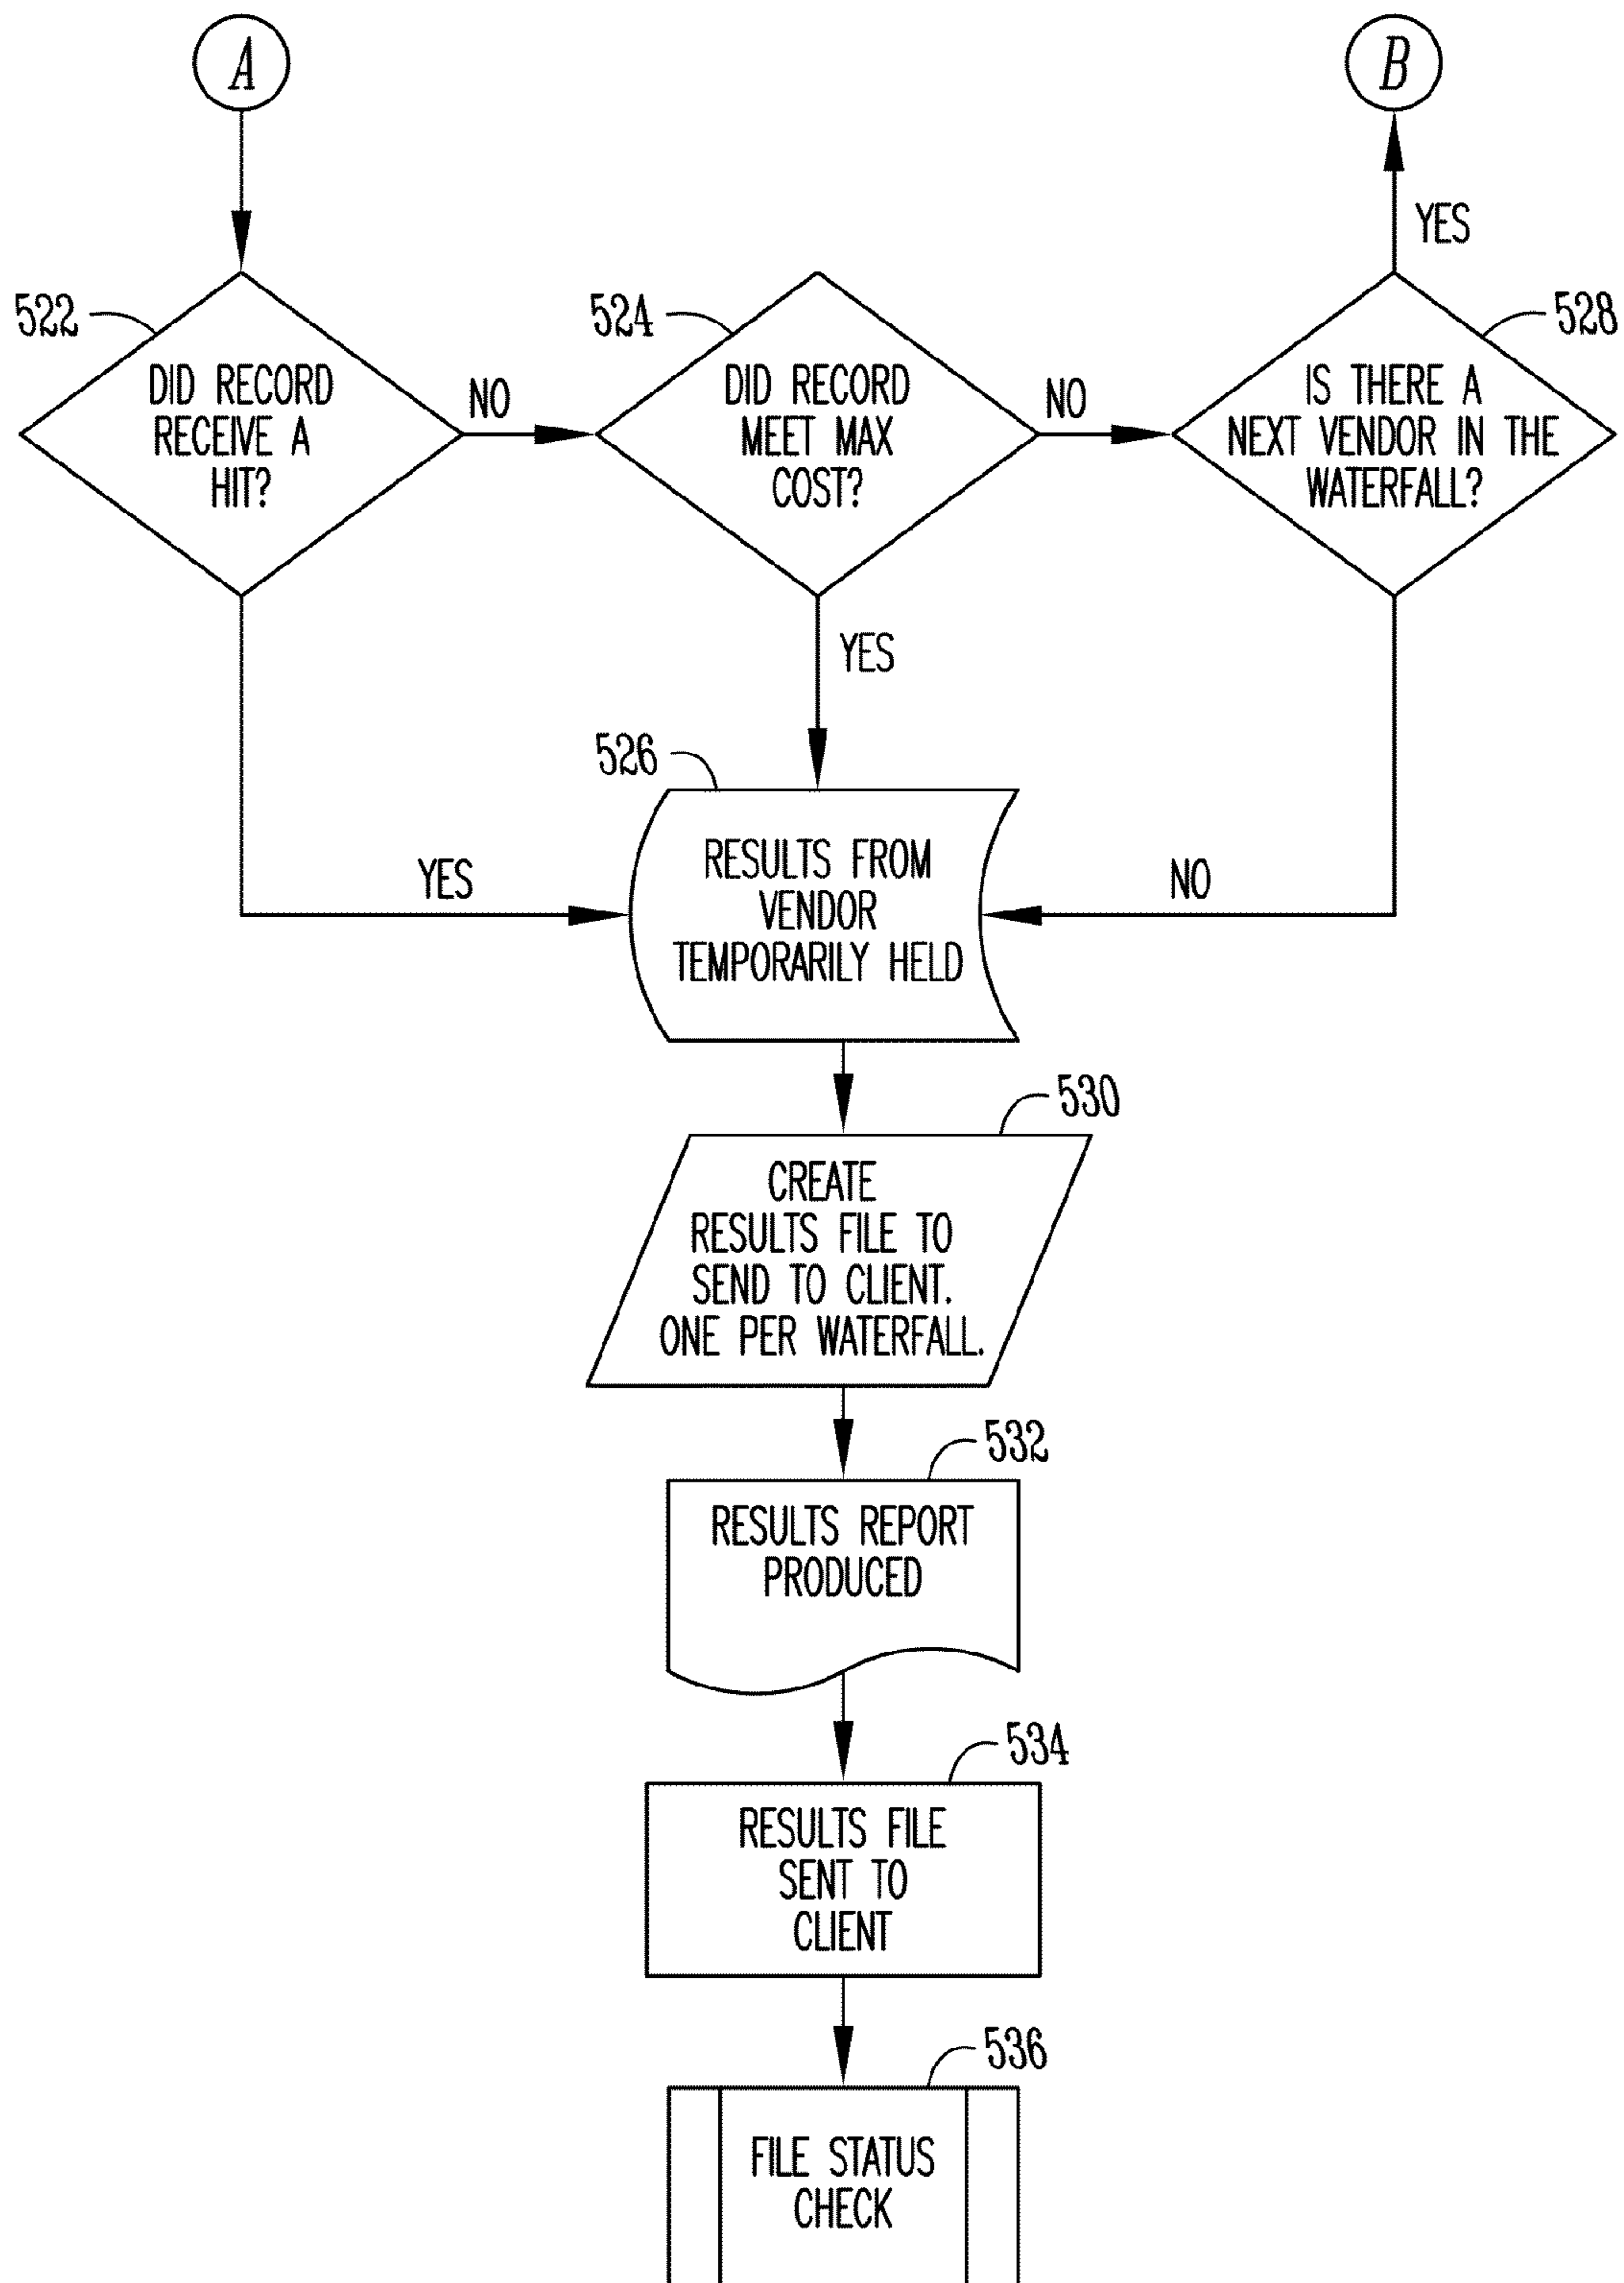 A
B
YES
522
524
528
DID RECORD
RECEIVE A
HIT?
NO
DID RECORD
MEET MAX
COST?
NO
IS THERE A
NEXT VENDOR IN THE
WATERFALL?
YES
526
YES
RESULTS FROM
VENDOR
TEMPORARILY HELD
NO
530
CREATE
RESULTS FILE TO
SEND TO CLIENT.
ONE PER WATERFALL.
532
RESULTS REPORT
PRODUCED
534
RESULTS FILE
SENT TO
CLIENT
536
FILE STATUS
CHECK